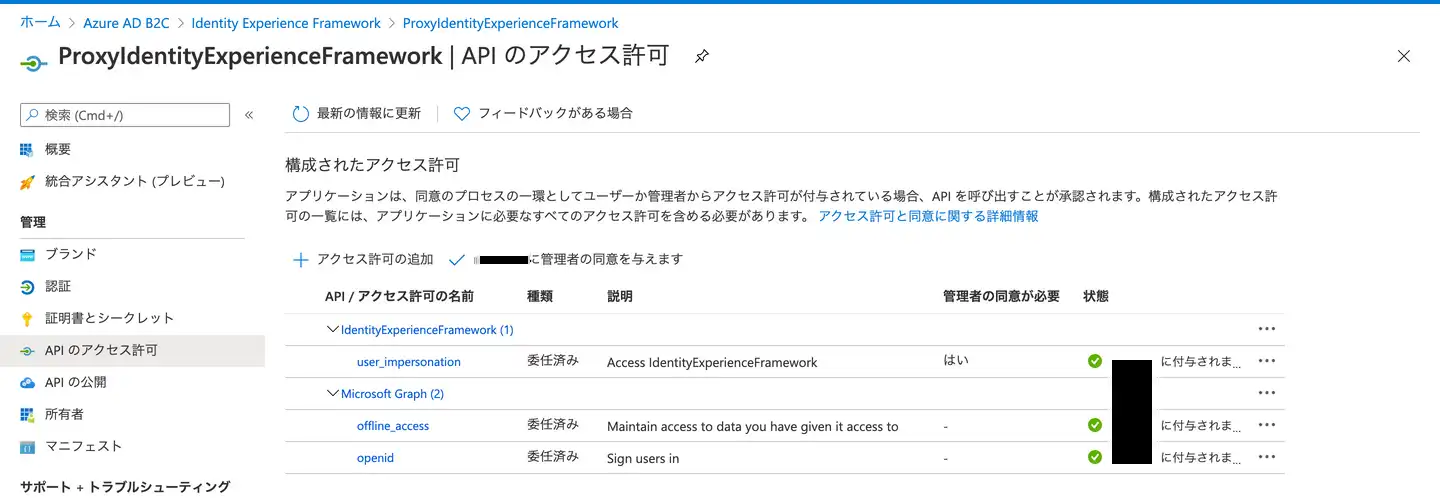 ホーム > Azure AD B2C > Identity Experience Framework > ProxyIdentityExperienceFramework
ProxyIdentityExperienceFramework | API のアクセス許可
検索 (Cmd+/)
«
概要
統合アシスタント (プレビュー)
管理
ブランド
認証
証明書とシークレット
API のアクセス許可
API の公開
所有者
マニフェスト
サポート + トラブルシューティング
最新の情報に更新 フィードバックがある場合
構成されたアクセス許可
アプリケーションは、同意のプロセスの一環としてユーザーか管理者からアクセス許可が付与されている場合、API を呼び出すことが承認されます。構成されたアクセス許
可の一覧には、アプリケーションに必要なすべてのアクセス許可を含める必要があります。 アクセス許可と同意に関する詳細情報
アクセス許可の追加 に管理者の同意を与えます
API / アクセス許可の名前 種類 説明 管理者の同意が必要 状態
IdentityExperienceFramework (1) ...
user_impersonation 委任済み Access IdentityExperienceFramework はい に付与されま... ...
Microsoft Graph (2) ...
offline_access 委任済み Maintain access to data you have given it access to - に付与されま... ...
openid 委任済み Sign users in - に付与されま... ...